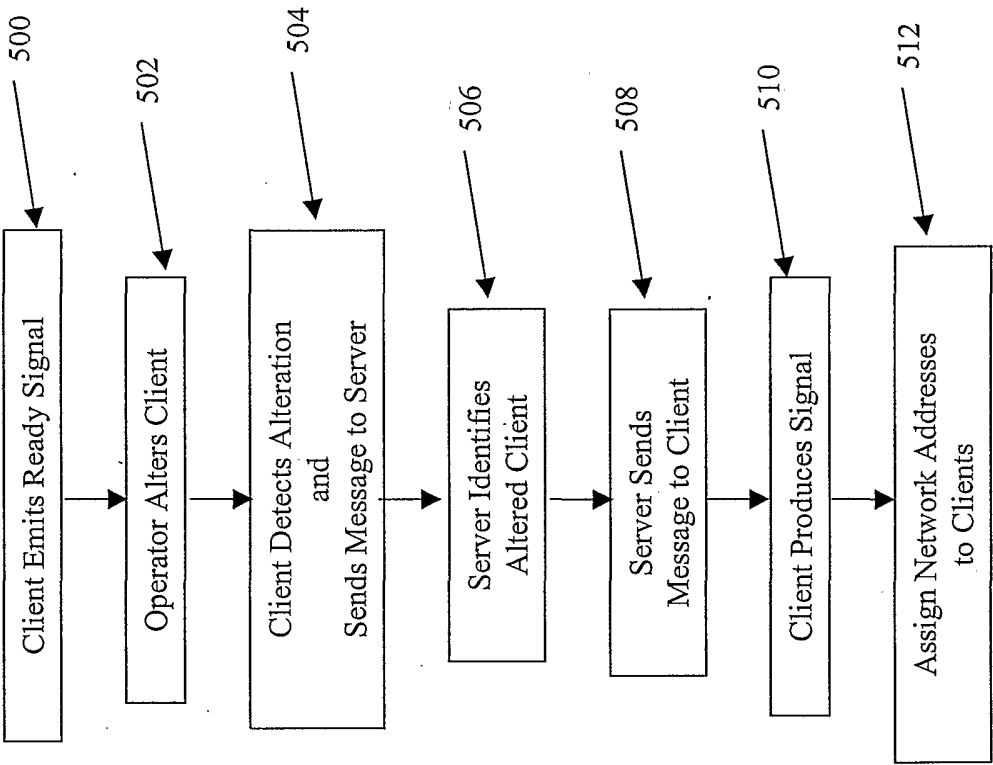 Client Emits Ready Signal
500
Operator Alters Client
502
Client Detects Alteration
and
Sends Message to Server
504
Server Identifies
Altered Client
506
Server Sends
Message to Client
508
Client Produces Signal
510
Assign Network Addresses
to Clients
512